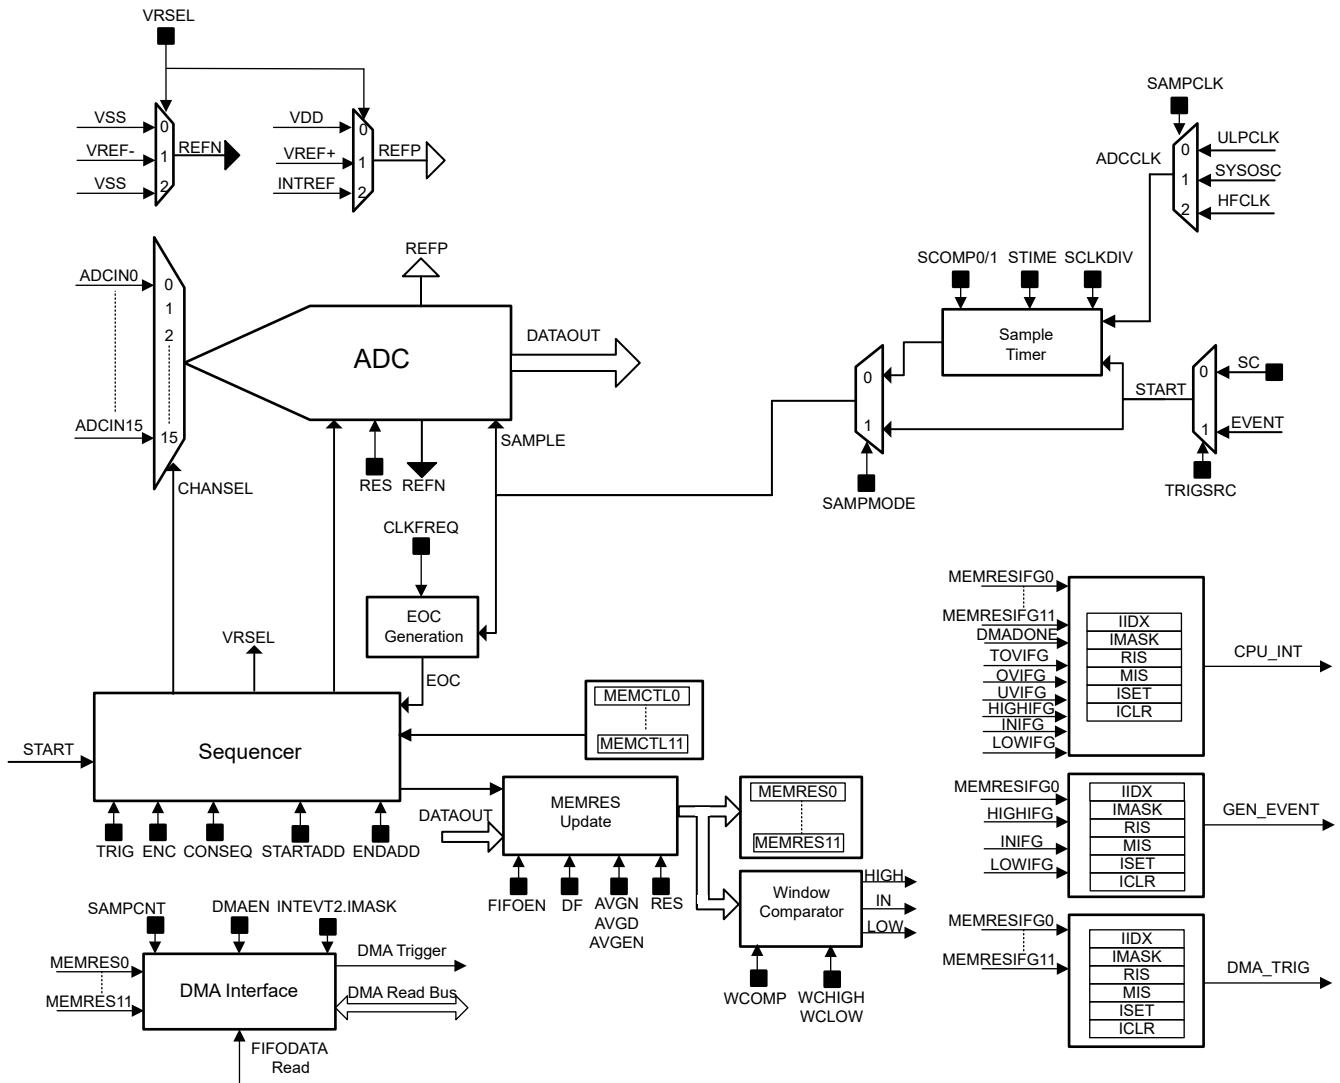 VRSEL
VSS
VREF-
VSS
0
1
2
REFN
VDD
VREF+
INTREF
0
1
2
REFP
SAMPCLK
ADCCLK
0
1
2
ULPCLK
SYSOSC
HFCLK
ADCIN0
ADCIN15
0
1
2
15
CHANSEL
REFP
ADC
DATAOUT
RES
REFN
SAMPLE
SCOMP0/1
STIME
SCLKDIV
Sample
Timer
0
1
SAMPMODE
START
0
1
SC
EVENT
TRIGSRC
CLKFREQ
EOC
Generation
EOC
VRSEL
START
Sequencer
TRIG
ENC
CONSEQ
STARTADD
ENDADD
MEMCTL0
MEMCTL11
DATAOUT
MEMRES
Update
FIFOEN
DF
AVGN
AVGD
AVGEN
RES
MEMRES0
MEMRES11
Window
Comparator
HIGH
IN
LOW
WCOMP
WCHIGH
WCLOW
SAMPCNT
DMAEN
INTEVT2.IMASK
MEMRES0
MEMRES11
DMA Interface
DMA Trigger
DMA Read Bus
FIFODATA
Read
MEMRESIFG0
MEMRESIFG11
DMADONE
TOVIFG
OVIFG
UVIFG
HIGHIFG
INIFG
LOWIFG
IIDX
IMASK
RIS
MIS
ISET
ICLR
CPU_INT
MEMRESIFG0
HIGHIFG
INIFG
LOWIFG
IIDX
IMASK
RIS
MIS
ISET
ICLR
GEN_EVENT
MEMRESIFG0
MEMRESIFG11
IIDX
IMASK
RIS
MIS
ISET
ICLR
DMA_TRIG